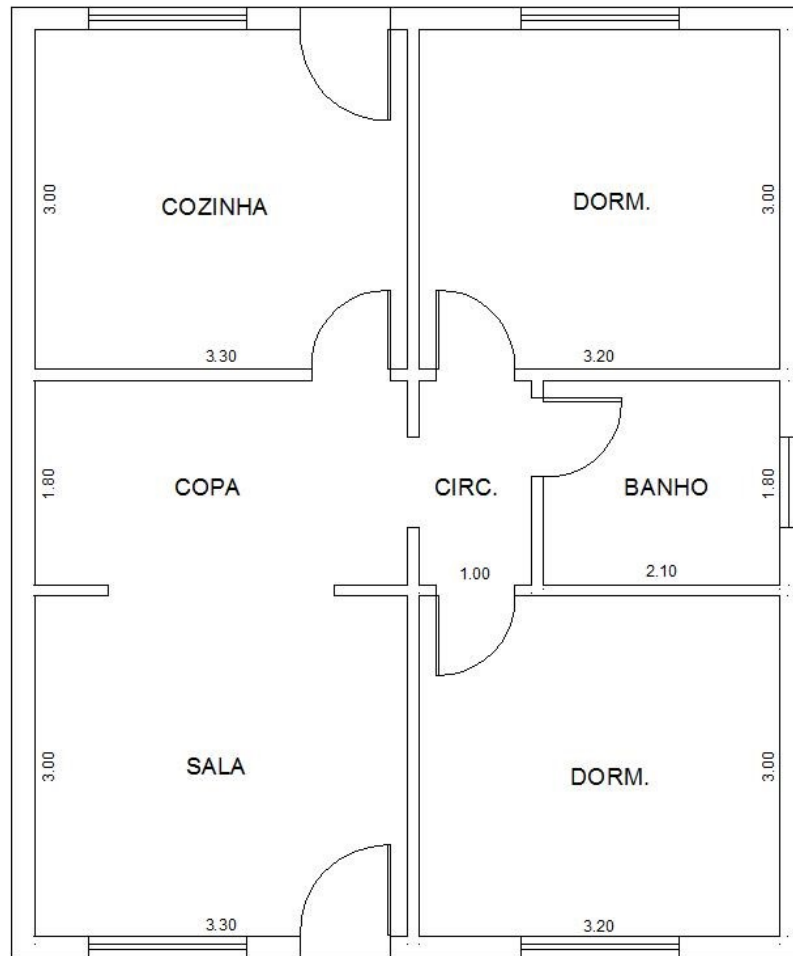 3.00
COZINHA
3.30
DORM.
3.00
3.20
1.80
COPA
CIRC.
1.00
BANHO
1.80
2.10
3.00
SALA
3.30
DORM.
3.00
3.20